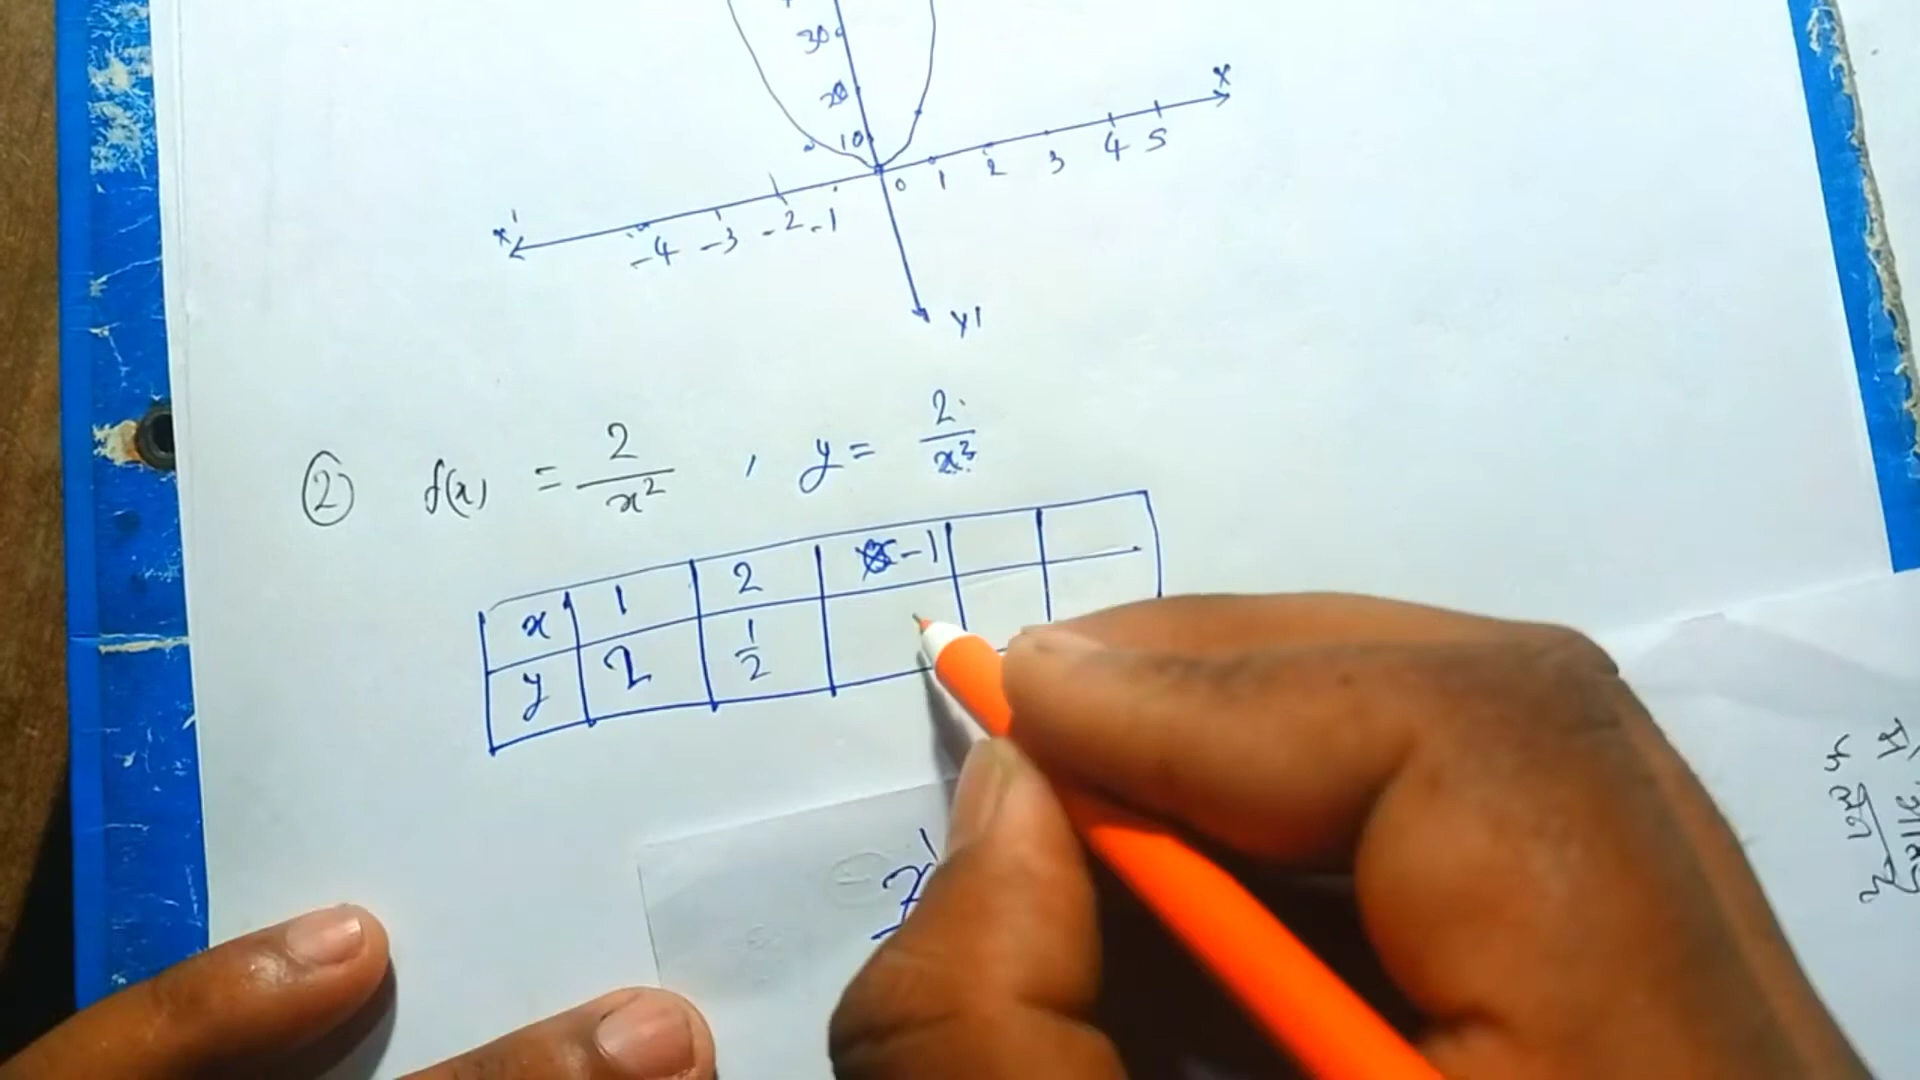 30
20
10
x
0 1 2 3 4 5
x' -4 -3 -2 -1
y1
② f(x) = 2/x² , y = 2/x³
x 1 2 -1
y 2 1/2